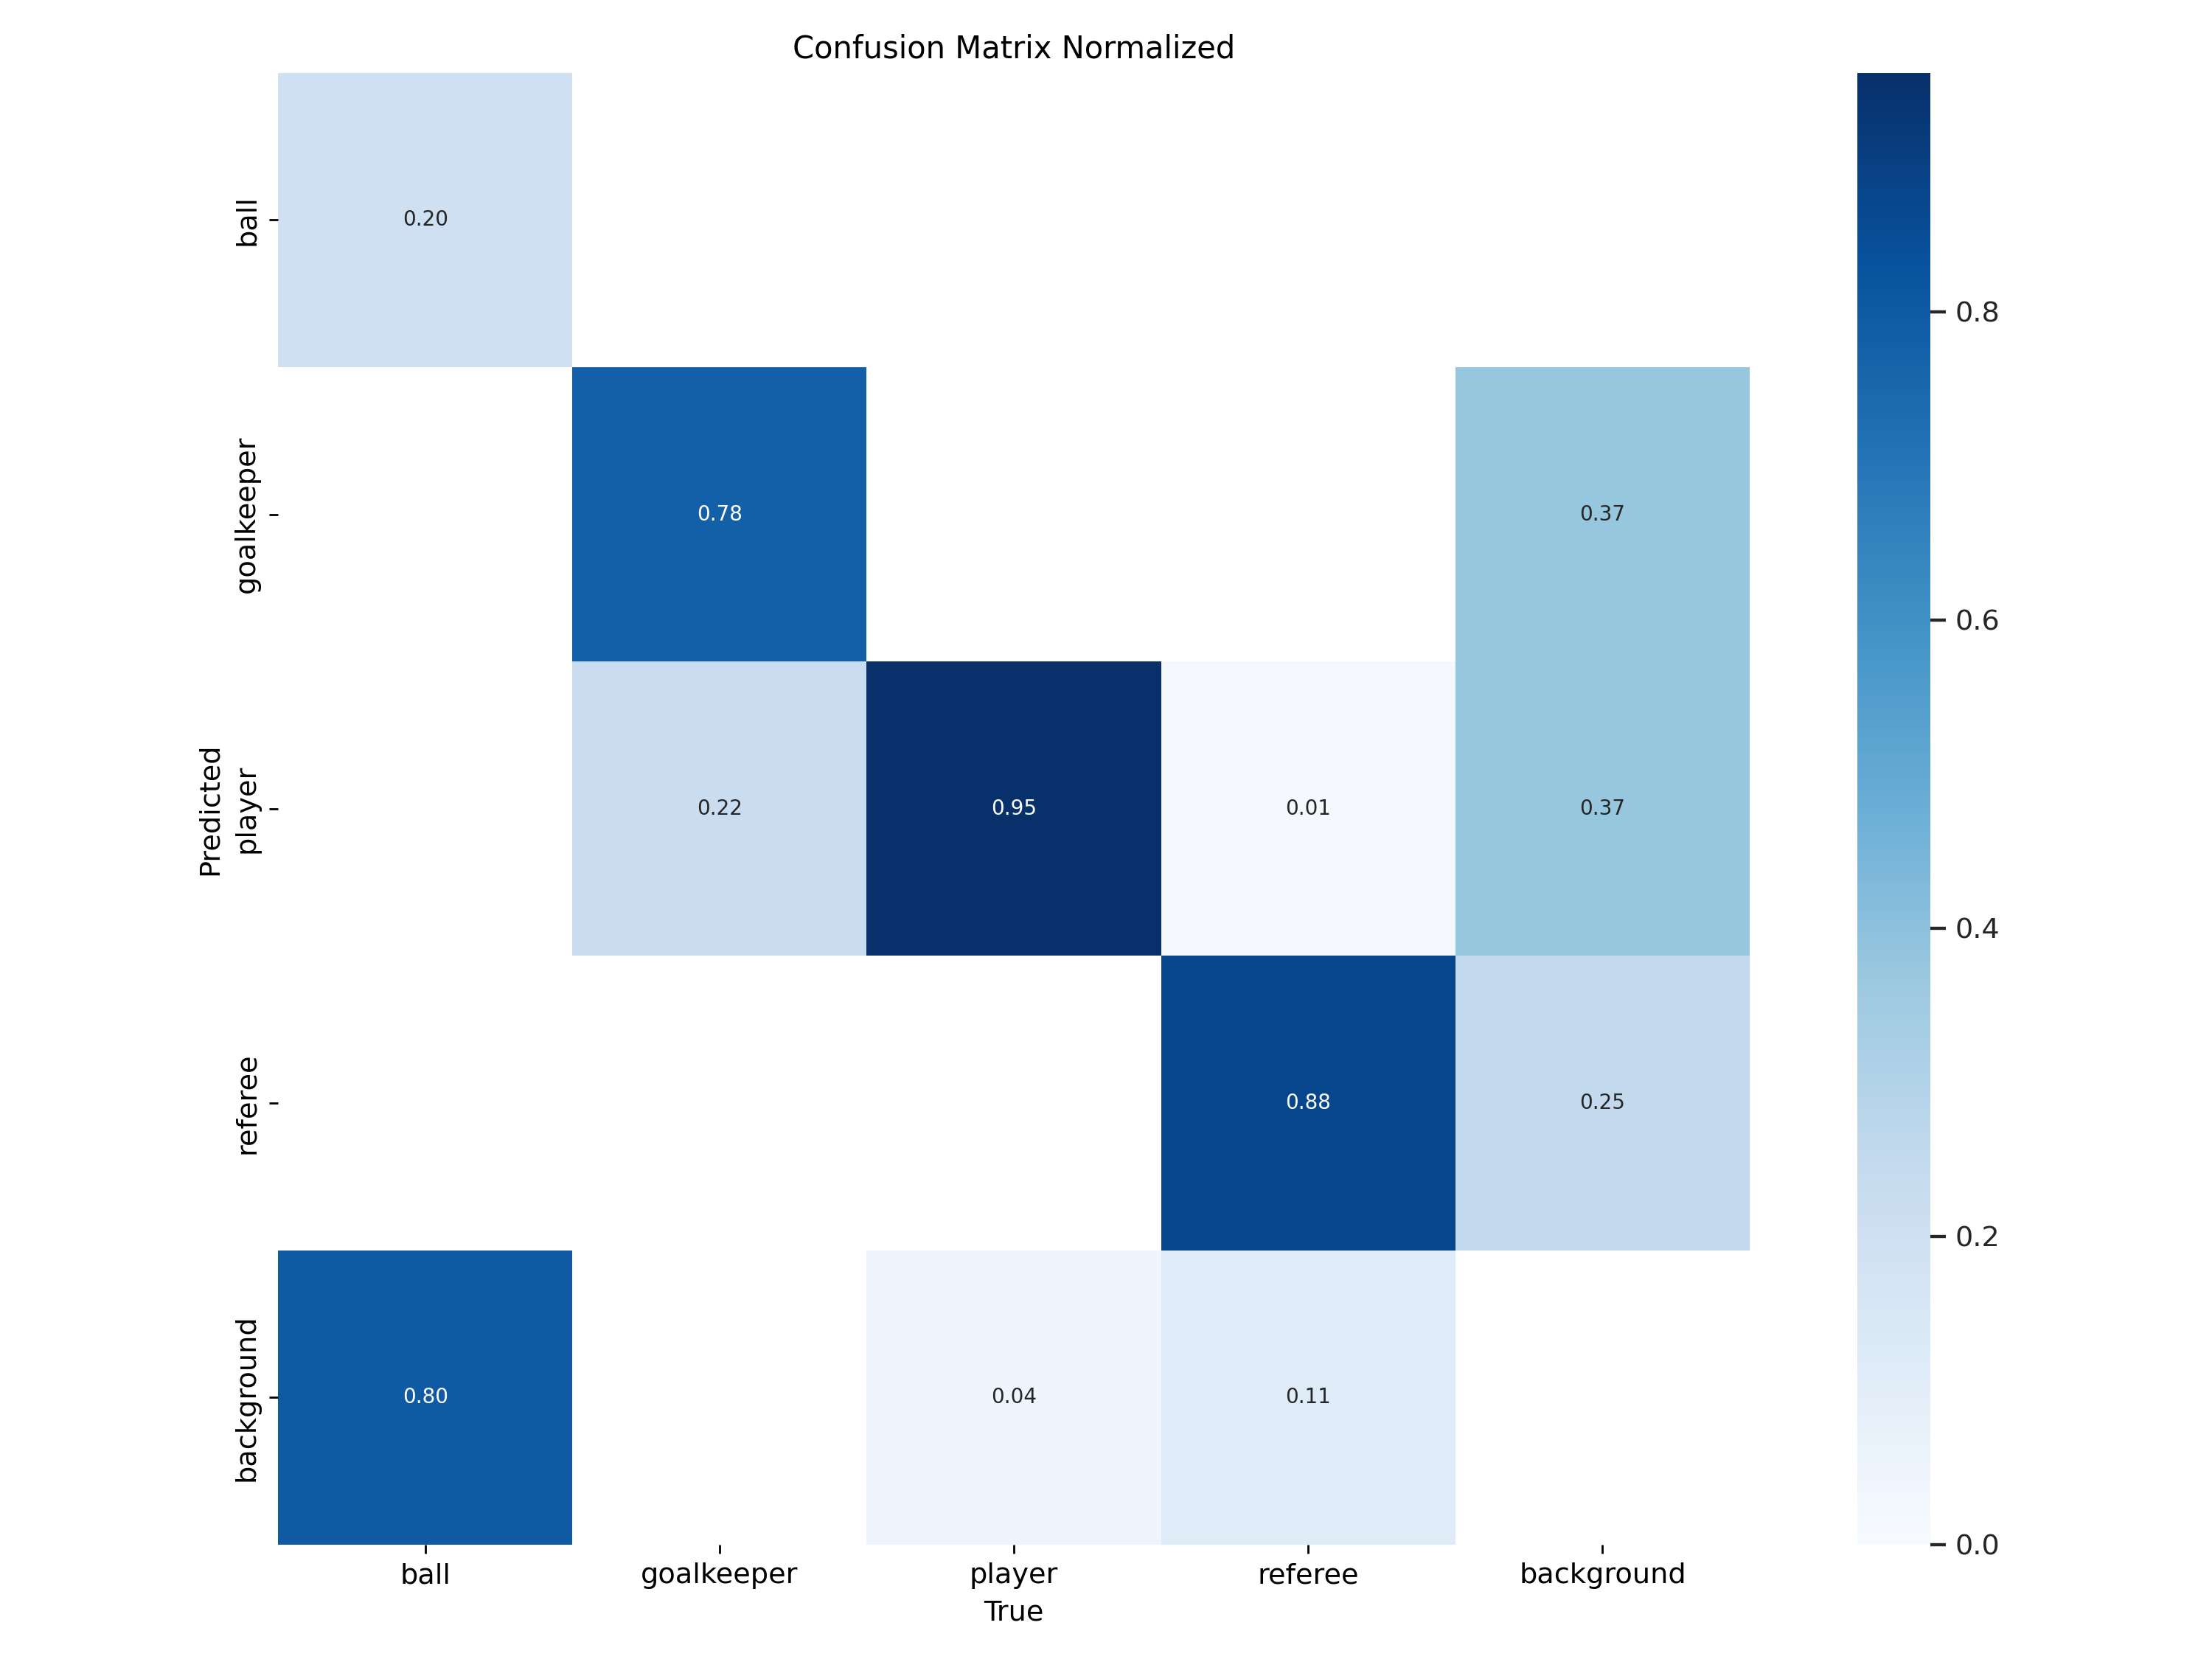 Confusion Matrix Normalized
ball
0.20
goalkeeper
0.78
0.37
0.8
0.6
Predicted
player
0.22
0.95
0.01
0.37
0.4
referee
0.88
0.25
0.2
background
0.80
0.04
0.11
0.0
ball goalkeeper player referee background
True